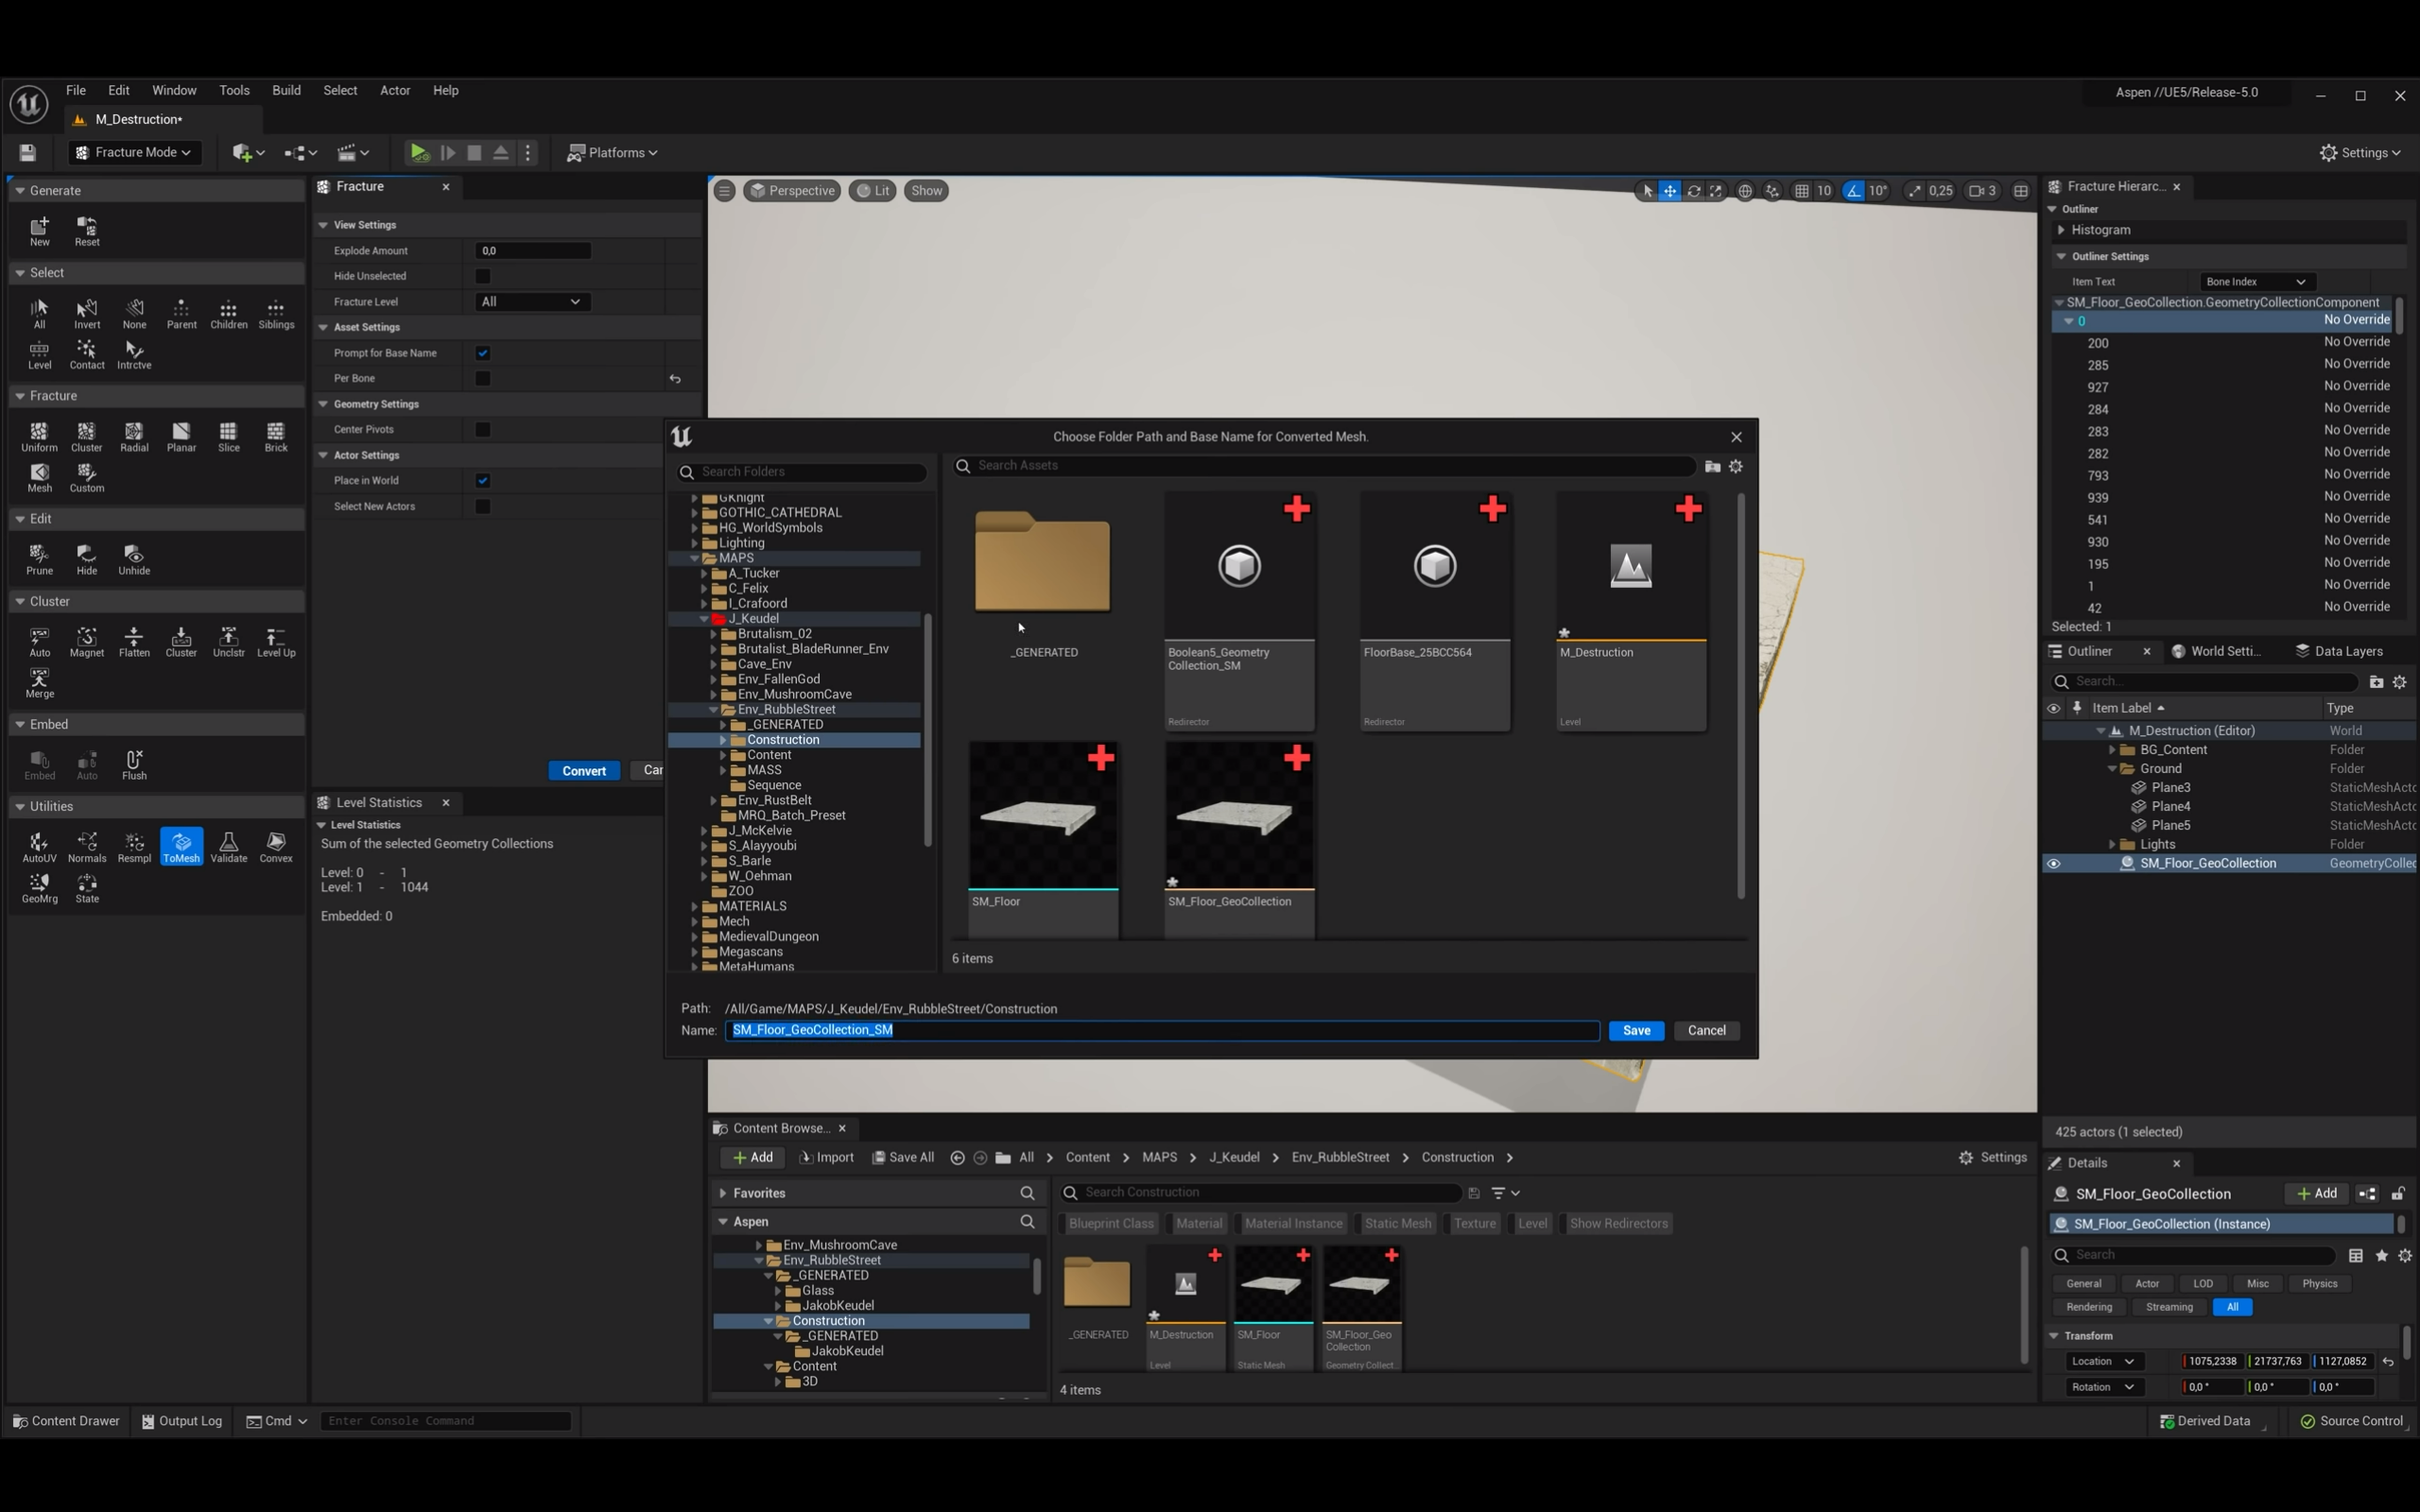 File Edit Window Tools Build Select Actor Help
Aspen //UE5/Release-5.0
M_Destruction*
Fracture Mode
Platforms
Settings
Generate
New Reset
Select
All Invert None Parent Children Siblings
Level Contact Intrctve
Fracture
Uniform Cluster Radial Planar Slice Brick
Mesh Custom
Edit
Prune Hide Unhide
Cluster
Auto Magnet Flatten Cluster Unclstr Level Up
Merge
Embed
Embed Auto Flush
Utilities
AutoUV Normals Resmpl ToMesh Validate Convex
GeoMrg State
Fracture
View Settings
Explode Amount 0,0
Hide Unselected
Fracture Level All
Asset Settings
Prompt for Base Name
Per Bone
Geometry Settings
Center Pivots
Actor Settings
Place in World
Select New Actors
Convert Can
Level Statistics
Level Statistics
Sum of the selected Geometry Collections
Level: 0 - 1
Level: 1 - 1044
Embedded: 0
Perspective Lit Show
10 10° 0,25 3
Choose Folder Path and Base Name for Converted Mesh.
Search Folders
Search Assets
GKnight
GOTHIC_CATHEDRAL
HG_WorldSymbols
Lighting
MAPS
A_Tucker
C_Felix
I_Crafoord
J_Keudel
Brutalism_02
Brutalist_BladeRunner_Env
Cave_Env
Env_FallenGod
Env_MushroomCave
Env_RubbleStreet
_GENERATED
Construction
Content
MASS
Sequence
Env_RustBelt
MRQ_Batch_Preset
J_McKelvie
S_Alayyoubi
S_Barle
W_Oehman
ZOO
MATERIALS
Mech
MedievalDungeon
Megascans
MetaHumans
_GENERATED
Boolean5_Geometry
Collection_SM
Redirector
FloorBase_25BCC564
Redirector
M_Destruction
Level
SM_Floor
SM_Floor_GeoCollection
6 items
Path: /All/Game/MAPS/J_Keudel/Env_RubbleStreet/Construction
Name: SM_Floor_GeoCollection_SM
Save Cancel
Content Browse...
Add Import Save All All Content MAPS J_Keudel Env_RubbleStreet Construction
Settings
Favorites
Aspen
Env_MushroomCave
Env_RubbleStreet
_GENERATED
Glass
JakobKeudel
Construction
_GENERATED
JakobKeudel
Content
3D
Search Construction
Blueprint Class Material Material Instance Static Mesh Texture Level Show Redirectors
_GENERATED
M_Destruction
Level
SM_Floor
Static Mesh
SM_Floor_Geo
Collection
Geometry Collect...
4 items
Fracture Hierarc...
Outliner
Histogram
Outliner Settings
Item Text Bone Index
SM_Floor_GeoCollection.GeometryCollectionComponent
0 No Override
200 No Override
285 No Override
927 No Override
284 No Override
283 No Override
282 No Override
793 No Override
939 No Override
541 No Override
930 No Override
195 No Override
1 No Override
42 No Override
Selected: 1
Outliner World Setti... Data Layers
Search...
Item Label Type
M_Destruction (Editor) World
BG_Content Folder
Ground Folder
Plane3 StaticMeshActo
Plane4 StaticMeshActo
Plane5 StaticMeshActo
Lights Folder
SM_Floor_GeoCollection GeometryCollec
425 actors (1 selected)
Details
SM_Floor_GeoCollection Add
SM_Floor_GeoCollection (Instance)
Search
General Actor LOD Misc Physics
Rendering Streaming All
Transform
Location 1075,2338 21737,763 1127,0852
Rotation 0,0 ° 0,0 ° 0,0 °
Content Drawer Output Log Cmd Enter Console Command
Derived Data Source Control